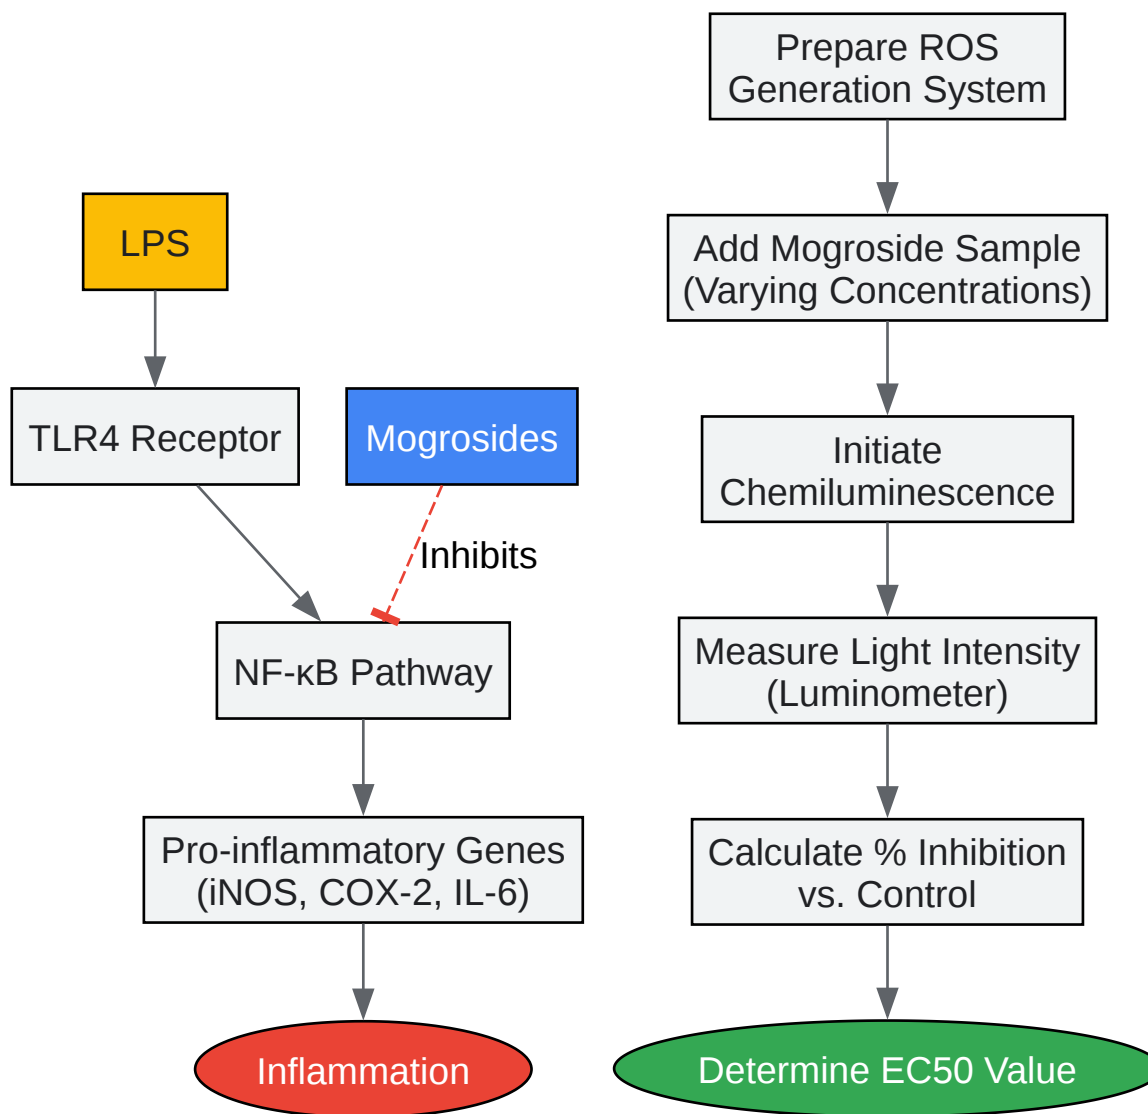 LPS
TLR4 Receptor
Mogrosides
Inhibits
NF-κB Pathway
Pro-inflammatory Genes
(iNOS, COX-2, IL-6)
Inflammation
Prepare ROS
Generation System
Add Mogroside Sample
(Varying Concentrations)
Initiate
Chemiluminescence
Measure Light Intensity
(Luminometer)
Calculate % Inhibition
vs. Control
Determine EC50 Value